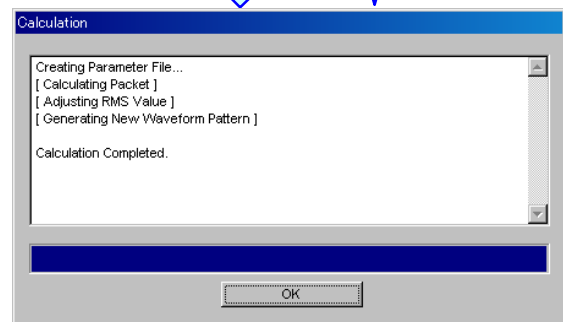 Calculation
Creating Parameter File...
[ Calculating Packet ]
[ Adjusting RMS Value ]
[ Generating New Waveform Pattern ]
Calculation Completed.
OK